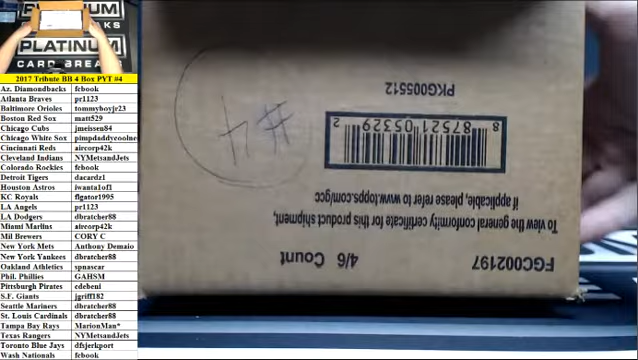 PLATINUM
PLATINUM
CARD BREAKS
2017 Tribute BB 4 Box PYT #4
Az. Diamondbacks fcbook
Atlanta Braves pr1123
Baltimore Orioles tommyboyjr23
Boston Red Sox matt529
Chicago Cubs jmeissen84
Chicago White Sox pimpdaddycoolne
Cincinnati Reds aircorp42k
Cleveland Indians NYMetsandJets
Colorado Rockies fcbook
Detroit Tigers dacardz1
Houston Astros iwanta1of1
KC Royals flgator1995
LA Angels pr1123
LA Dodgers dbratcher88
Miami Marlins aircorp42k
Mil Brewers CORY C
New York Mets Anthony Demaio
New York Yankees dbratcher88
Oakland Athletics spnascar
Phil. Phillies GAHSM
Pittsburgh Pirates cdebeni
S.F. Giants jgriff182
Seattle Mariners dbratcher88
St. Louis Cardinals dbratcher88
Tampa Bay Rays MarionMan*
Texas Rangers NYMetsandJets
Toronto Blue Jays dfsjerkport
Wash Nationals fcbook
FGC002197 4/6 Count
To view the general conformity certificate for this product shipment,
if applicable, please refer to www.topps.com/gcc
8 87521 05329 2
PKG005512
#4